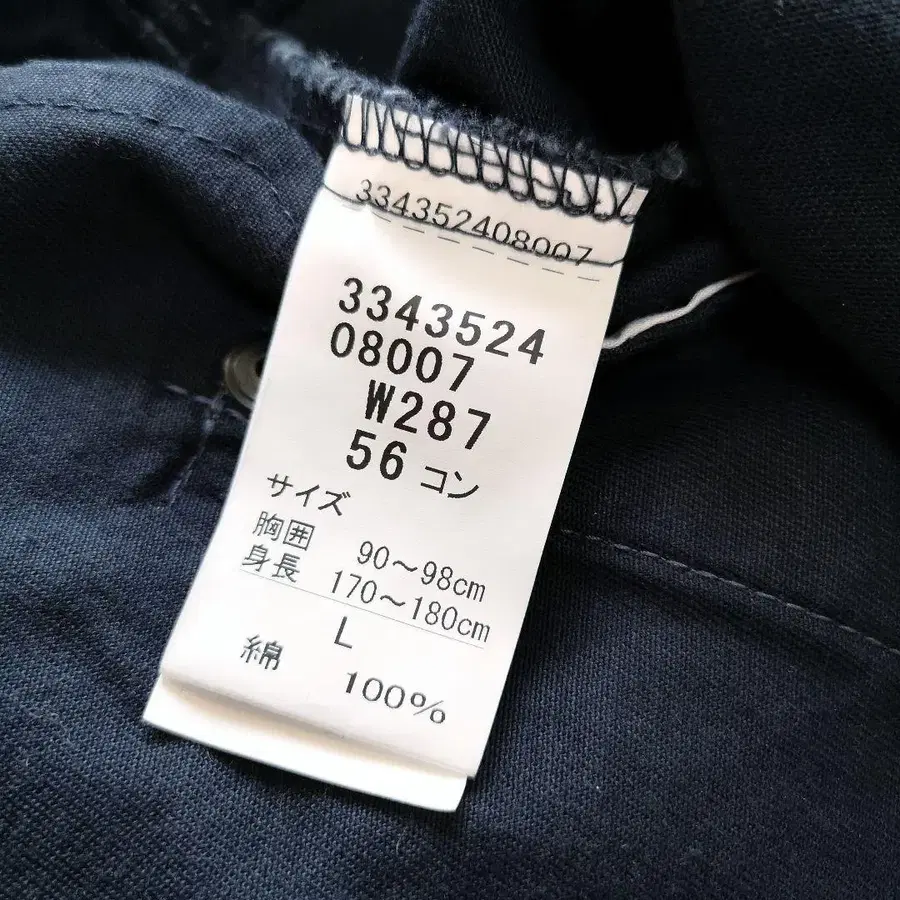 334352408007
3343524
08007
W287
56 コン
サイズ
胸囲 90～98cm
身長 170～180cm
L
綿 100%